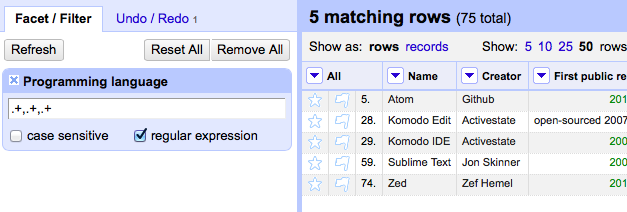 Facet / Filter Undo / Redo 1
Refresh Reset All Remove All
Programming language
.+,.+,.+
case sensitive regular expression
5 matching rows (75 total)
Show as: rows records Show: 5 10 25 50 rows
All Name Creator First public re
5. Atom Github 201
28. Komodo Edit Activestate open-sourced 2007
29. Komodo IDE Activestate 200
59. Sublime Text Jon Skinner 200
74. Zed Zef Hemel 201